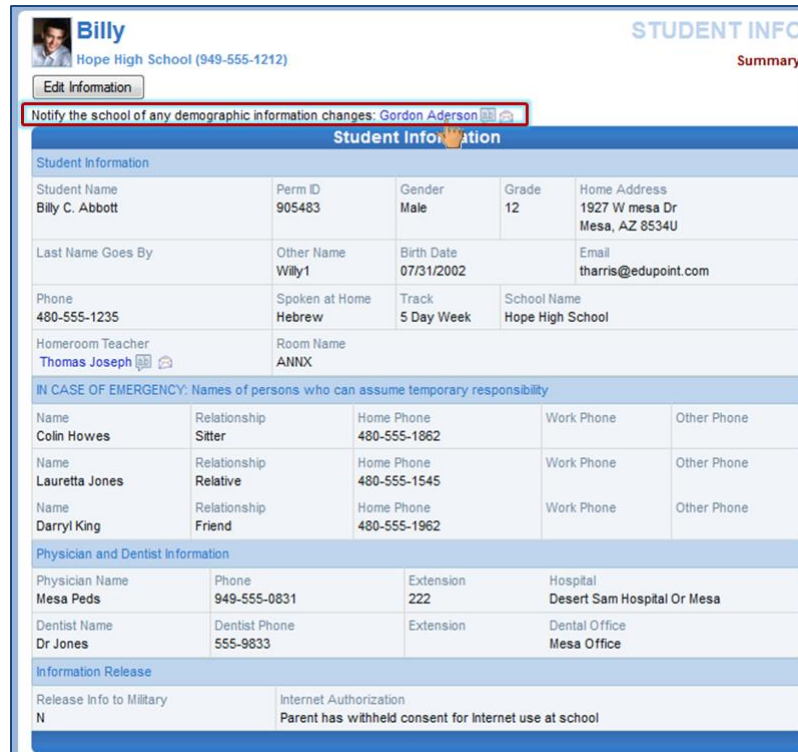 Billy
STUDENT INFO
Hope High School (949-555-1212)
Summary
Edit Information
Notify the school of any demographic information changes: Gordon Aderson
Student Information
Student Information
Student Name Perm ID Gender Grade Home Address
Billy C. Abbott 905483 Male 12 1927 W mesa Dr
Mesa, AZ 8534U
Last Name Goes By Other Name Birth Date Email
Willy1 07/31/2002 tharris@edupoint.com
Phone Spoken at Home Track School Name
480-555-1235 Hebrew 5 Day Week Hope High School
Homeroom Teacher Room Name
Thomas Joseph ANNX
IN CASE OF EMERGENCY: Names of persons who can assume temporary responsibility
Name Relationship Home Phone Work Phone Other Phone
Colin Howes Sitter 480-555-1862
Name Relationship Home Phone Work Phone Other Phone
Lauretta Jones Relative 480-555-1545
Name Relationship Home Phone Work Phone Other Phone
Darryl King Friend 480-555-1962
Physician and Dentist Information
Physician Name Phone Extension Hospital
Mesa Peds 949-555-0831 222 Desert Sam Hospital Or Mesa
Dentist Name Dentist Phone Extension Dental Office
Dr Jones 555-9833 Mesa Office
Information Release
Release Info to Military Internet Authorization
N Parent has withheld consent for Internet use at school